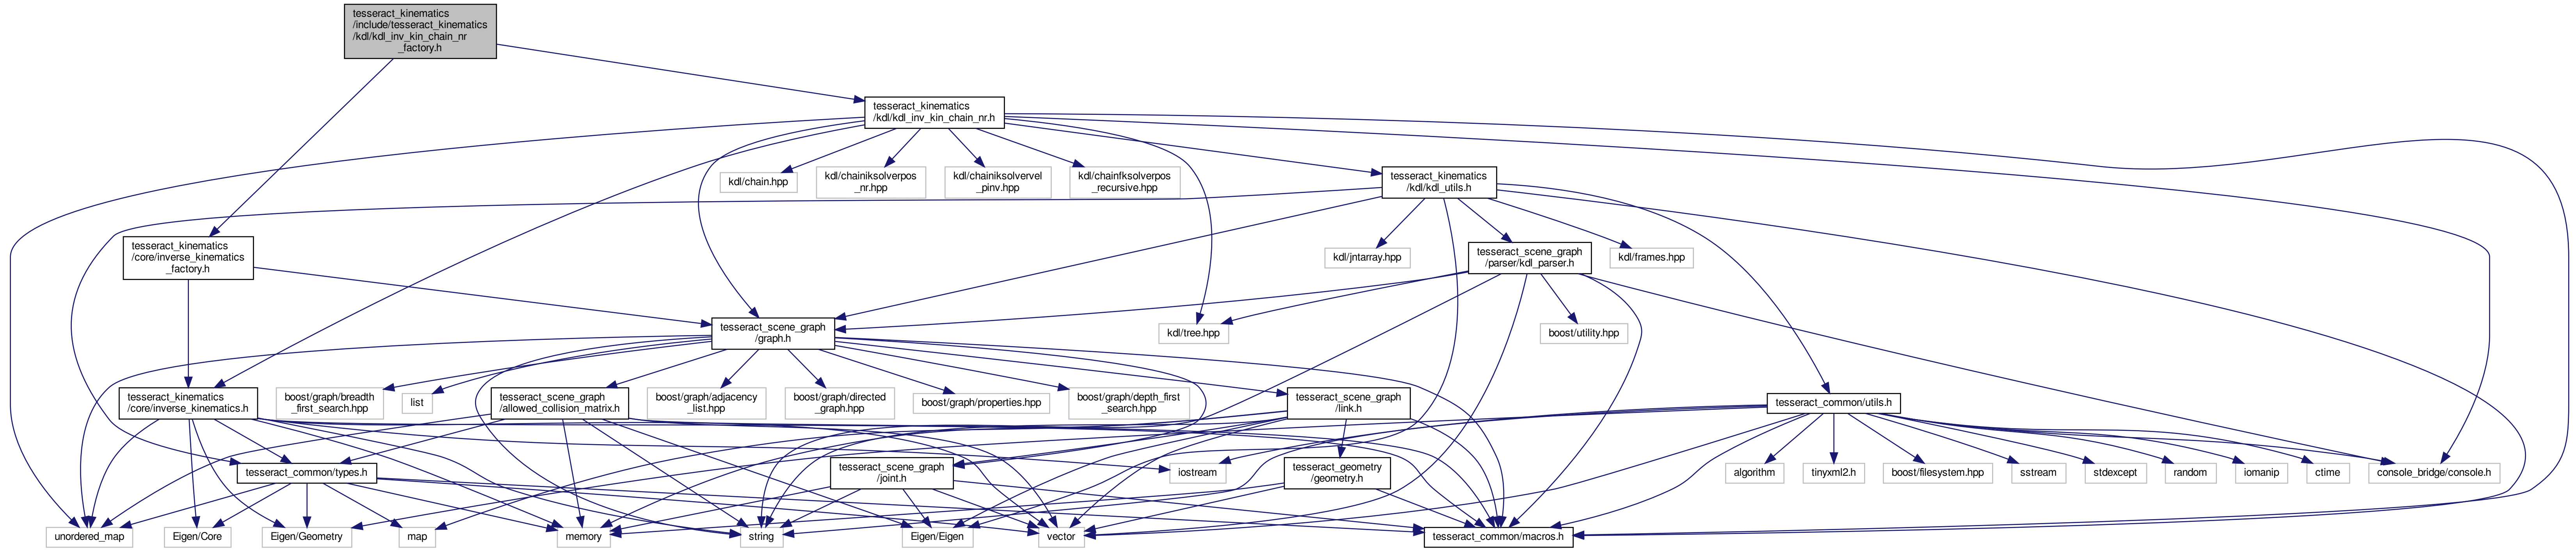 tesseract_kinematics
/include/tesseract_kinematics
/kdl/kdl_inv_kin_chain_nr
_factory.h
tesseract_kinematics
/kdl/kdl_inv_kin_chain_nr.h
kdl/chain.hpp
kdl/chainiksolverpos
_nr.hpp
kdl/chainiksolvervel
_pinv.hpp
kdl/chainfksolverpos
_recursive.hpp
tesseract_kinematics
/kdl/kdl_utils.h
tesseract_kinematics
/core/inverse_kinematics
_factory.h
kdl/jntarray.hpp
tesseract_scene_graph
/parser/kdl_parser.h
kdl/frames.hpp
tesseract_scene_graph
/graph.h
kdl/tree.hpp
boost/utility.hpp
tesseract_kinematics
/core/inverse_kinematics.h
boost/graph/breadth
_first_search.hpp
list
tesseract_scene_graph
/allowed_collision_matrix.h
boost/graph/adjacency
_list.hpp
boost/graph/directed
_graph.hpp
boost/graph/properties.hpp
boost/graph/depth_first
_search.hpp
tesseract_scene_graph
/link.h
tesseract_common/utils.h
tesseract_common/types.h
tesseract_scene_graph
/joint.h
iostream
tesseract_geometry
/geometry.h
algorithm
tinyxml2.h
boost/filesystem.hpp
sstream
stdexcept
random
iomanip
ctime
console_bridge/console.h
unordered_map
Eigen/Core
Eigen/Geometry
map
memory
string
Eigen/Eigen
vector
tesseract_common/macros.h